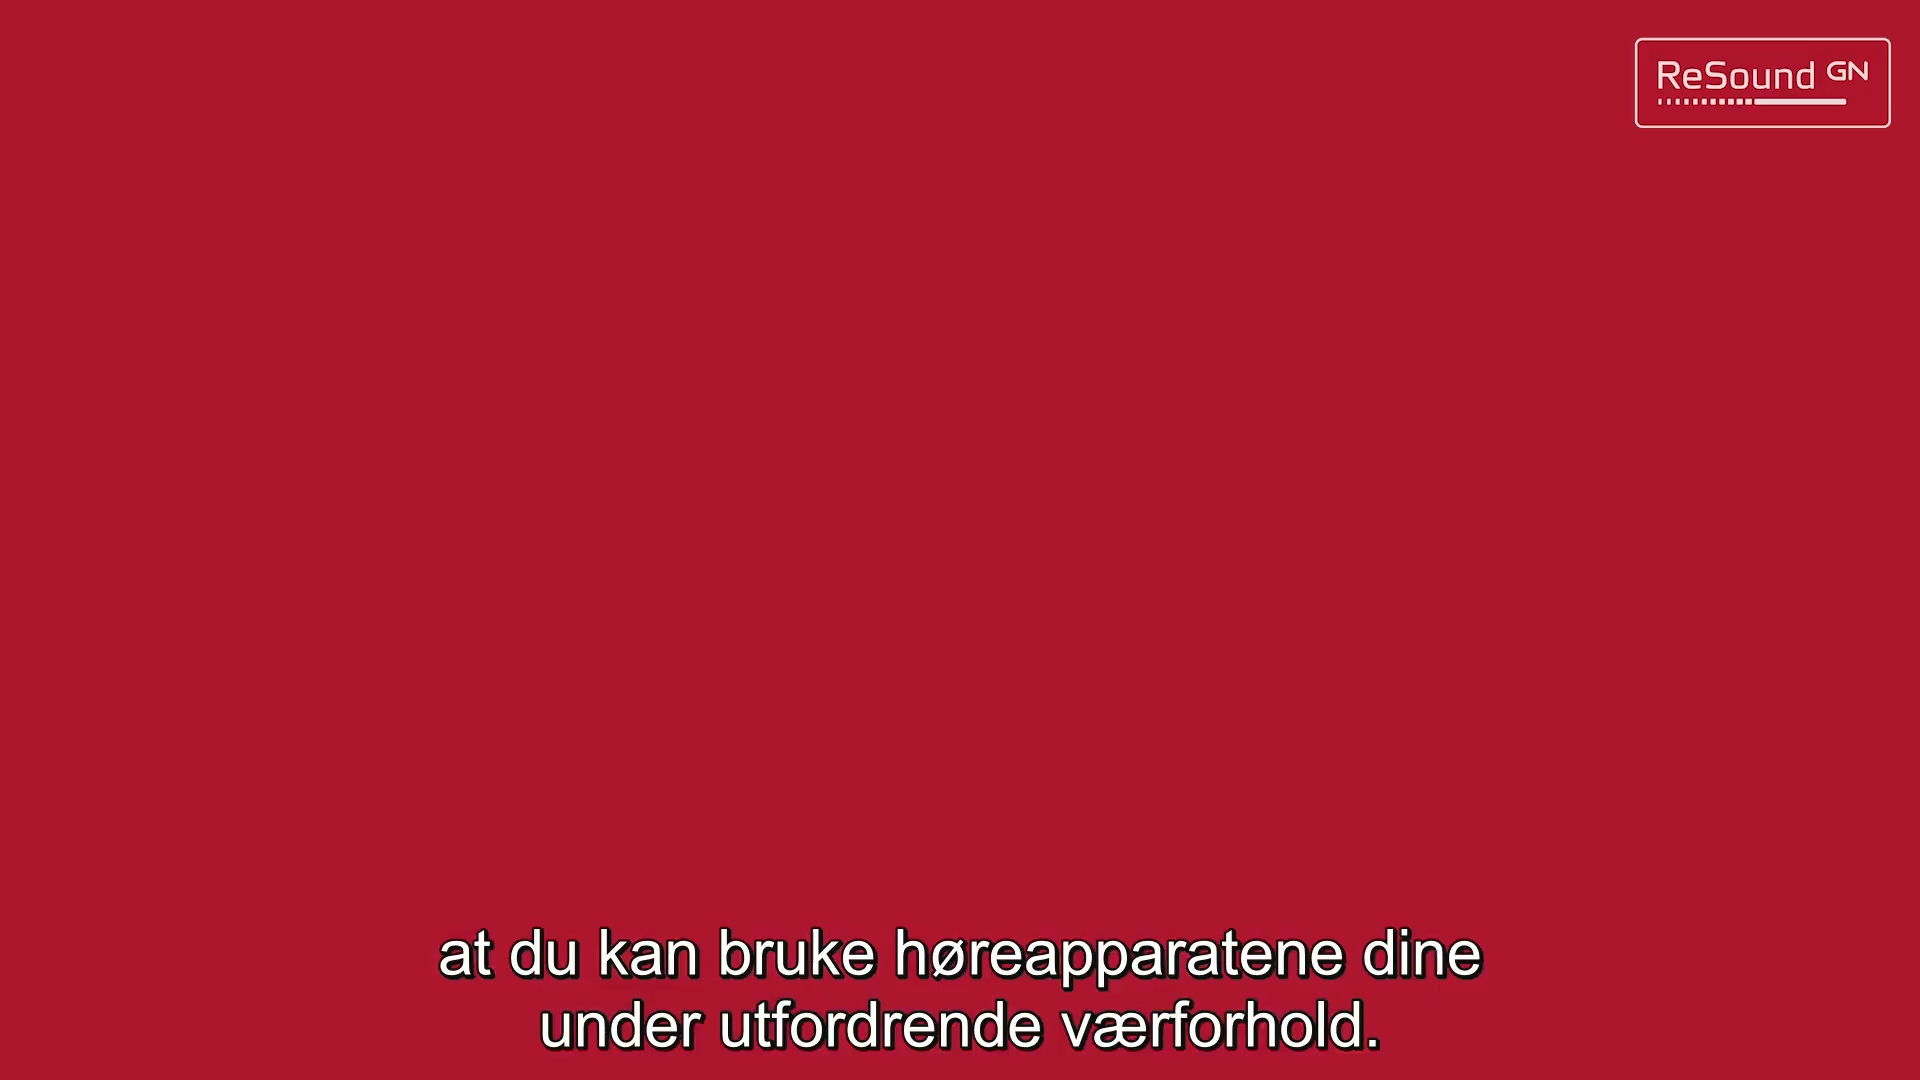 ReSound GN
at du kan bruke høreapparatene dine
under utfordrende værforhold.